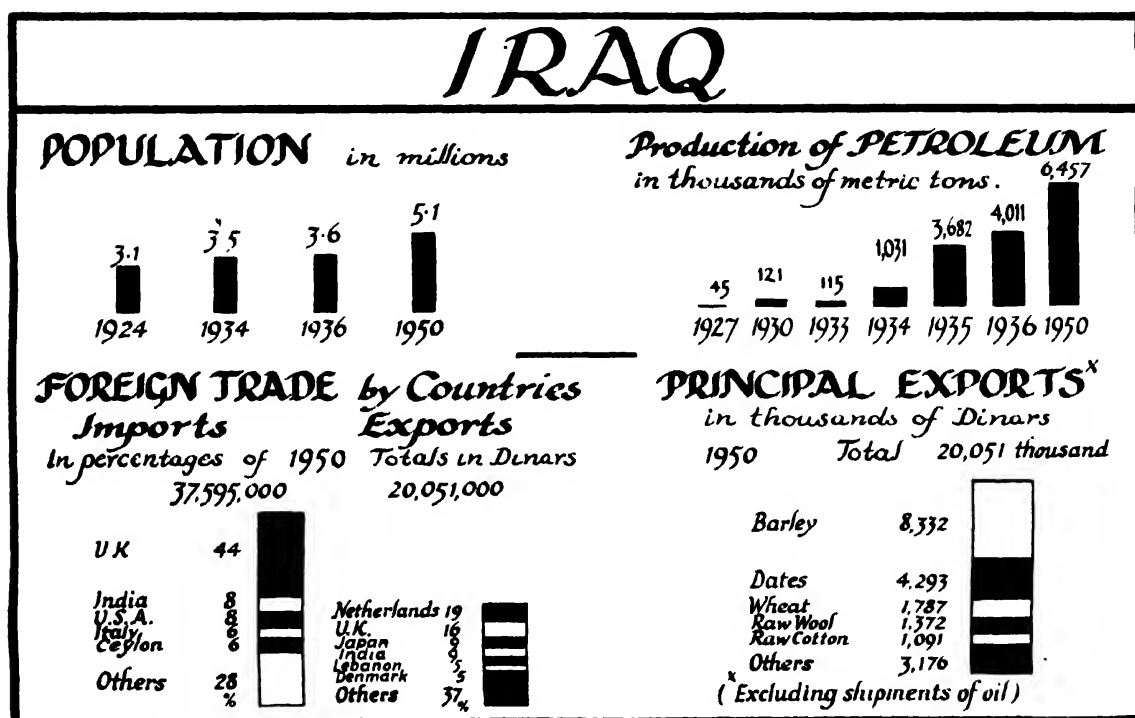 IRAQ
POPULATION in millions
3.1 3.5 3.6 5.1
1924 1934 1936 1950
Production of PETROLEUM
in thousands of metric tons.
45 121 115 1,031 3,682 4,011 6,457
1927 1930 1933 1934 1935 1936 1950
FOREIGN TRADE by Countries
Imports Exports
In percentages of 1950 Totals in Dinars
37,595,000 20,051,000
UK 44
India 8
U.S.A. 8
Italy 6
Ceylon 6
Others 28
%
Netherlands 19
U.K. 16
Japan 9
India 9
Lebanon 5
Denmark 5
Others 37%
PRINCIPAL EXPORTSx
in thousands of Dinars
1950 Total 20,051 thousand
Barley 8,332
Dates 4,293
Wheat 1,787
Raw Wool 1,372
Raw Cotton 1,091
Others 3,176
x(Excluding shipments of oil)